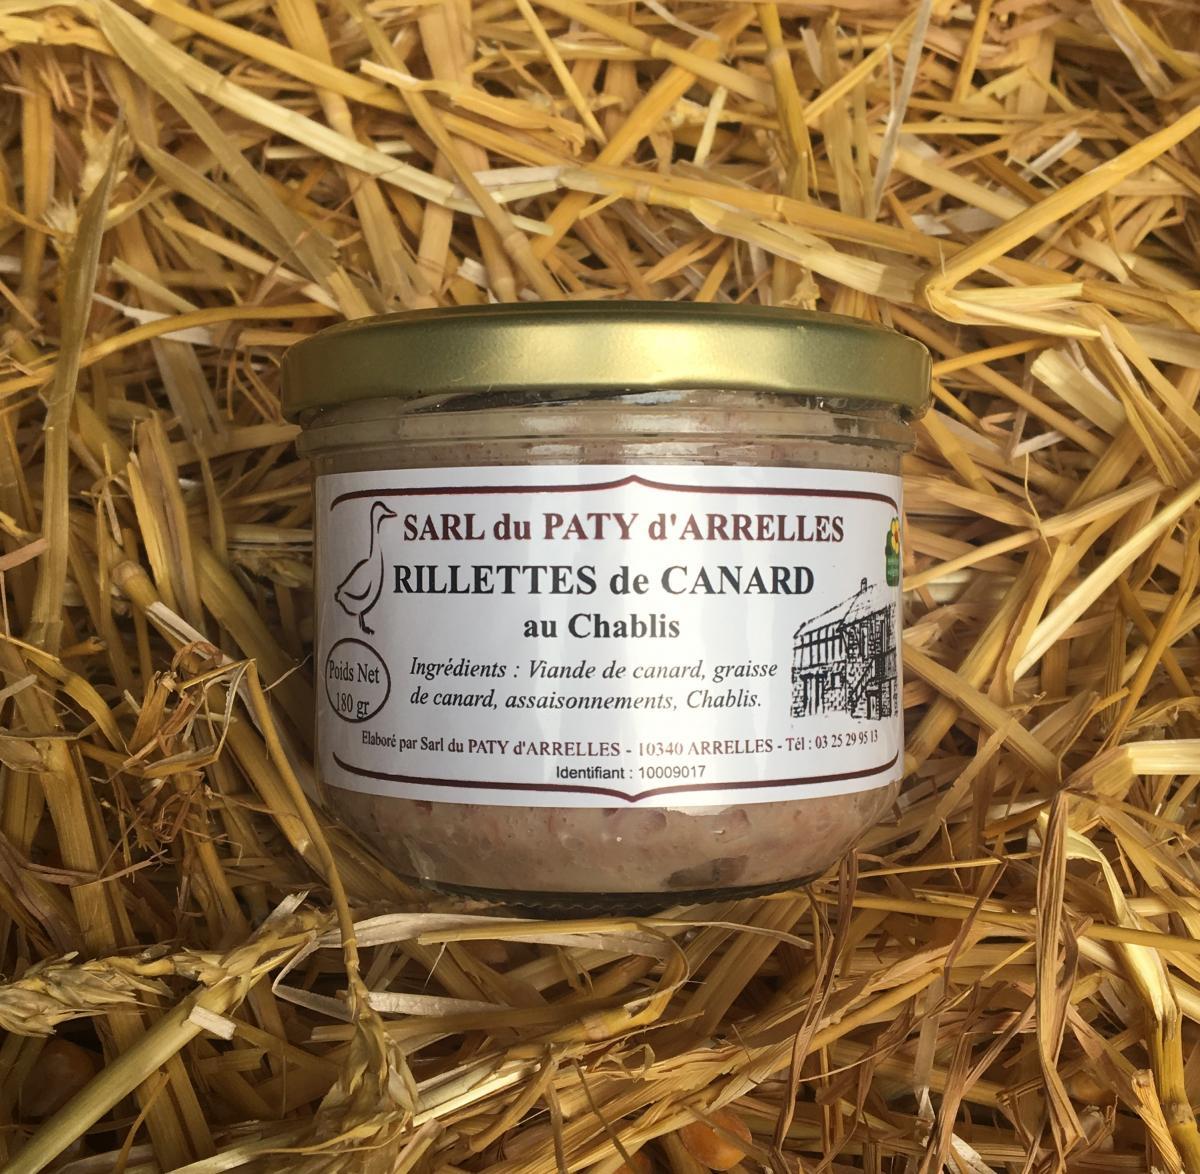 SARL du PATY d'ARRELLES
RILLETTES de CANARD
au Chablis
Poids Net
180 gr
Ingrédients : Viande de canard, graisse
de canard, assaisonnements, Chablis.
Elaboré par Sarl du PATY d'ARRELLES - 10340 ARRELLES - Tél : 03 25 29 95 13
Identifiant : 10009017